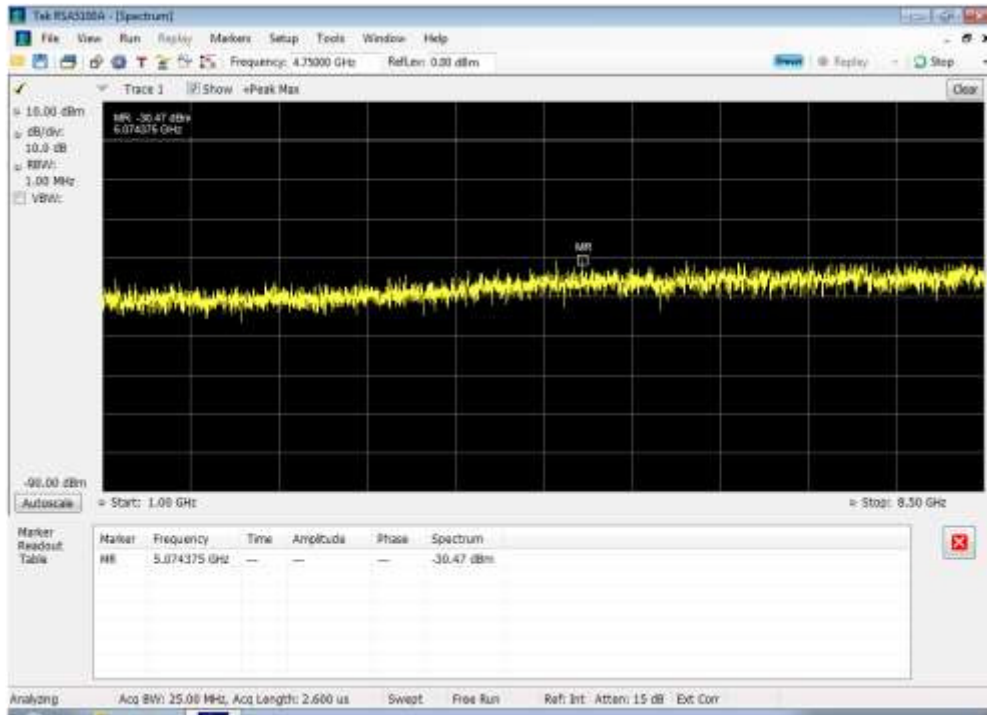 Tek RSA5100A - [Spectrum]
File View Run Replay Markers Setup Tools Window Help
Frequency: 4.75000 GHz RefLev: 0.00 dBm Preset Replay Stop
Trace 1 Show +Peak Max Clear
10.00 dBm
dB/div:
10.0 dB
RBW:
1.00 MHz
VBW:
MR: -30.47 dBm
5.074375 GHz
MR
-90.00 dBm
Autoscale Start: 1.00 GHz Stop: 8.50 GHz
Marker
Readout
Table
Marker Frequency Time Amplitude Phase Spectrum
MR 5.074375 GHz --- --- --- -30.47 dBm
Analyzing Acq BW: 25.00 MHz, Acq Length: 2.600 us Swept Free Run Ref: Int Atten: 15 dB Ext Corr